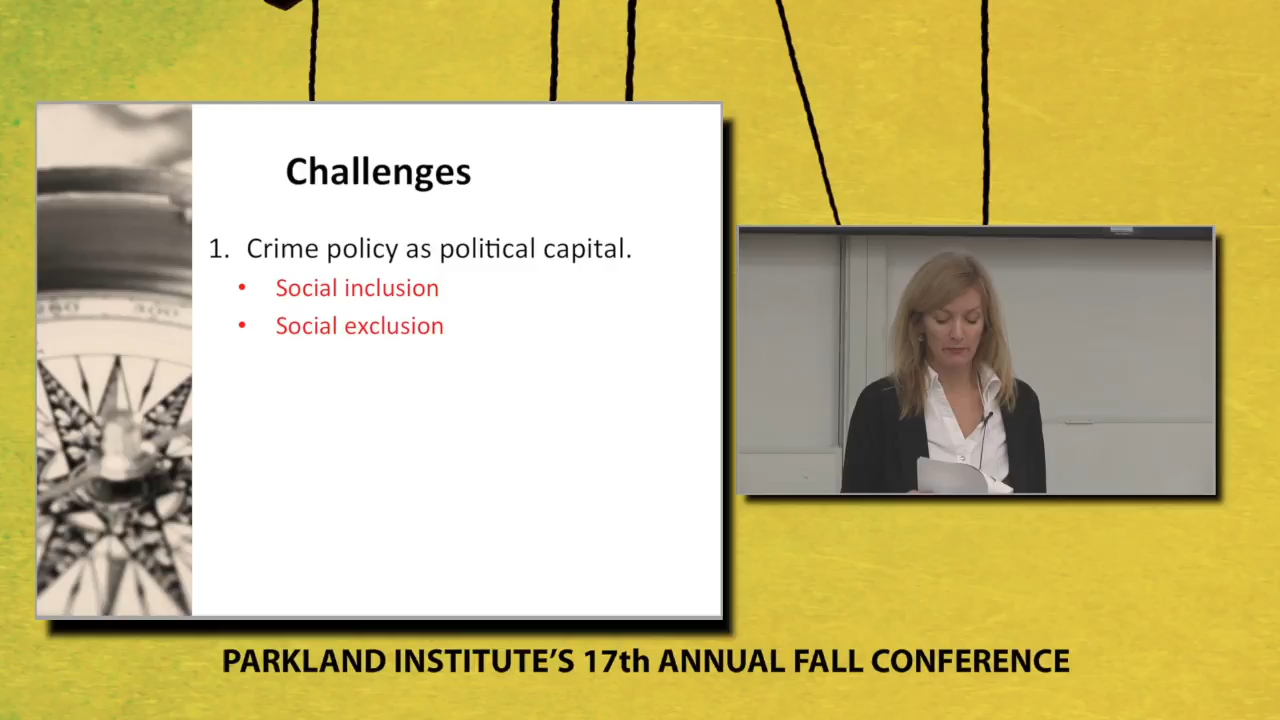 Challenges
1. Crime policy as political capital.
• Social inclusion
• Social exclusion
PARKLAND INSTITUTE'S 17th ANNUAL FALL CONFERENCE